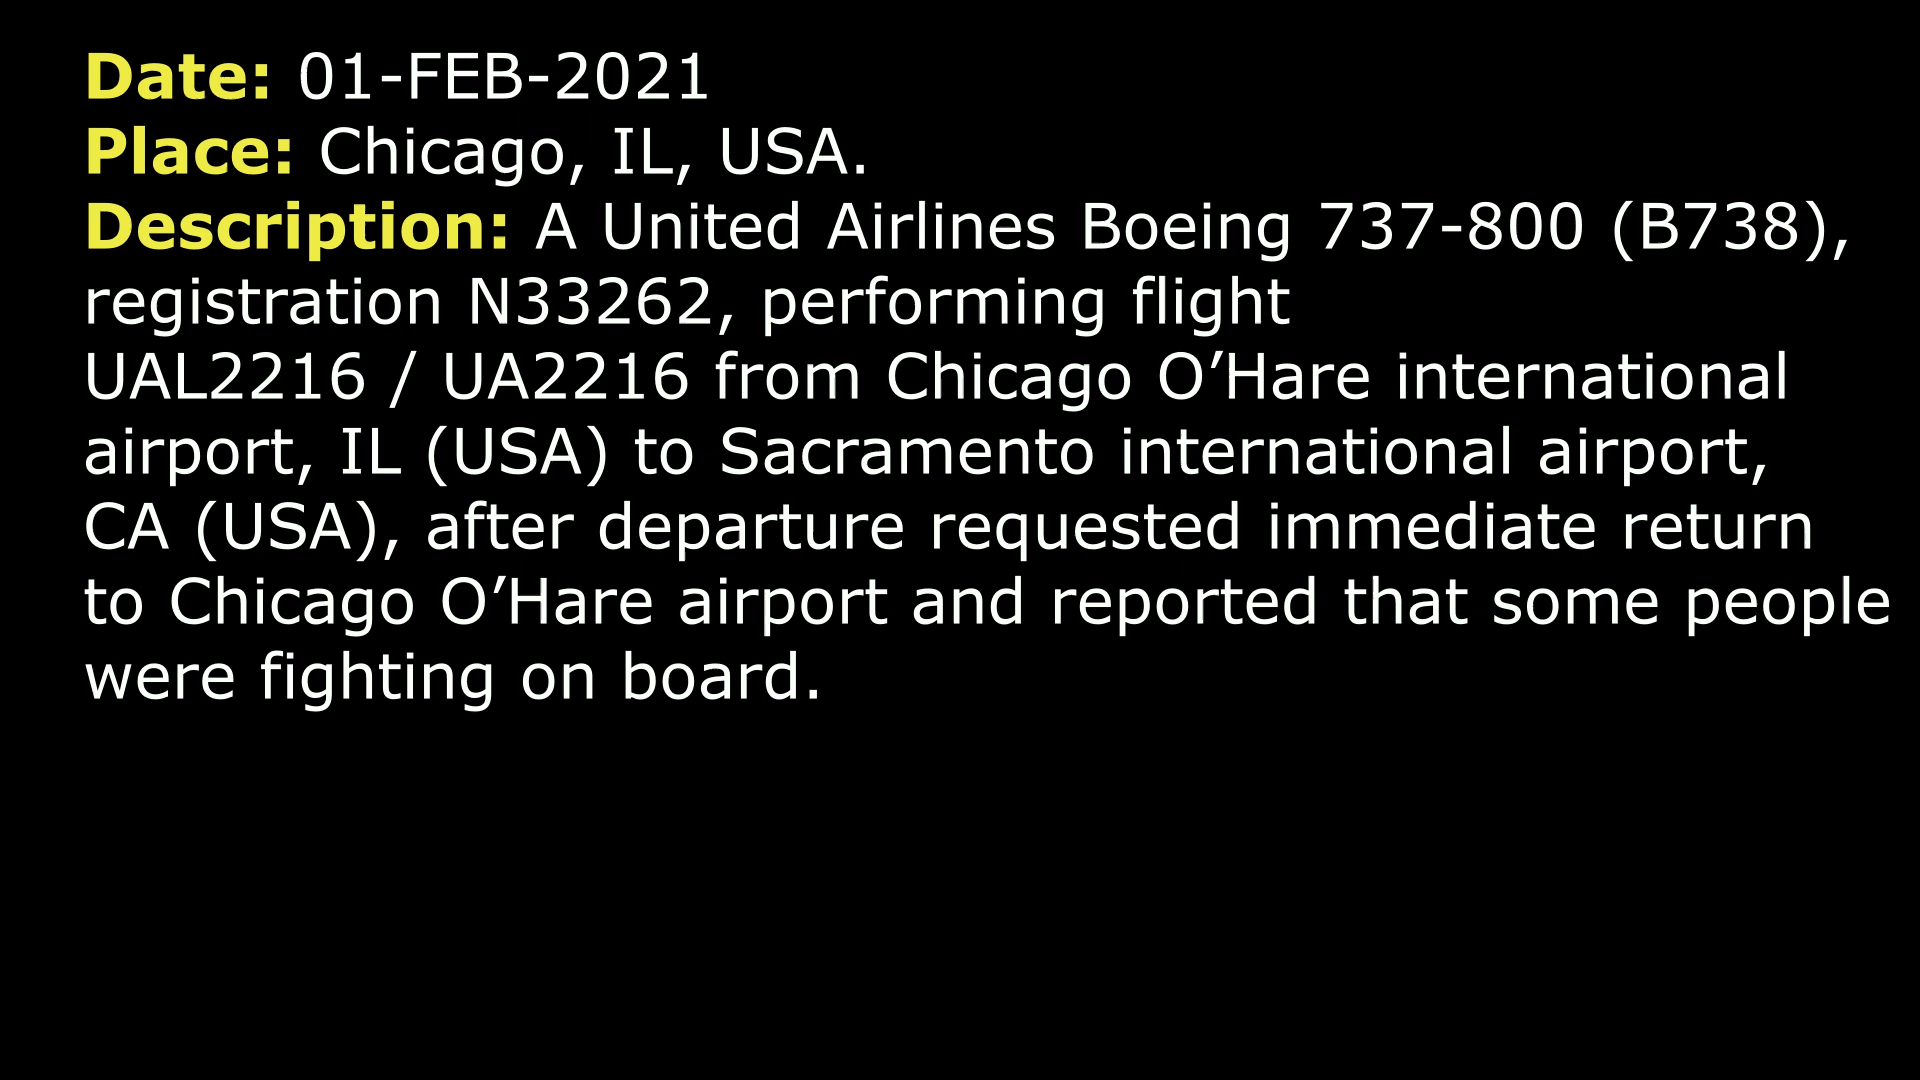 Date: 01-FEB-2021
Place: Chicago, IL, USA.
Description: A United Airlines Boeing 737-800 (B738),
registration N33262, performing flight
UAL2216 / UA2216 from Chicago O’Hare international
airport, IL (USA) to Sacramento international airport,
CA (USA), after departure requested immediate return
to Chicago O’Hare airport and reported that some people
were fighting on board.